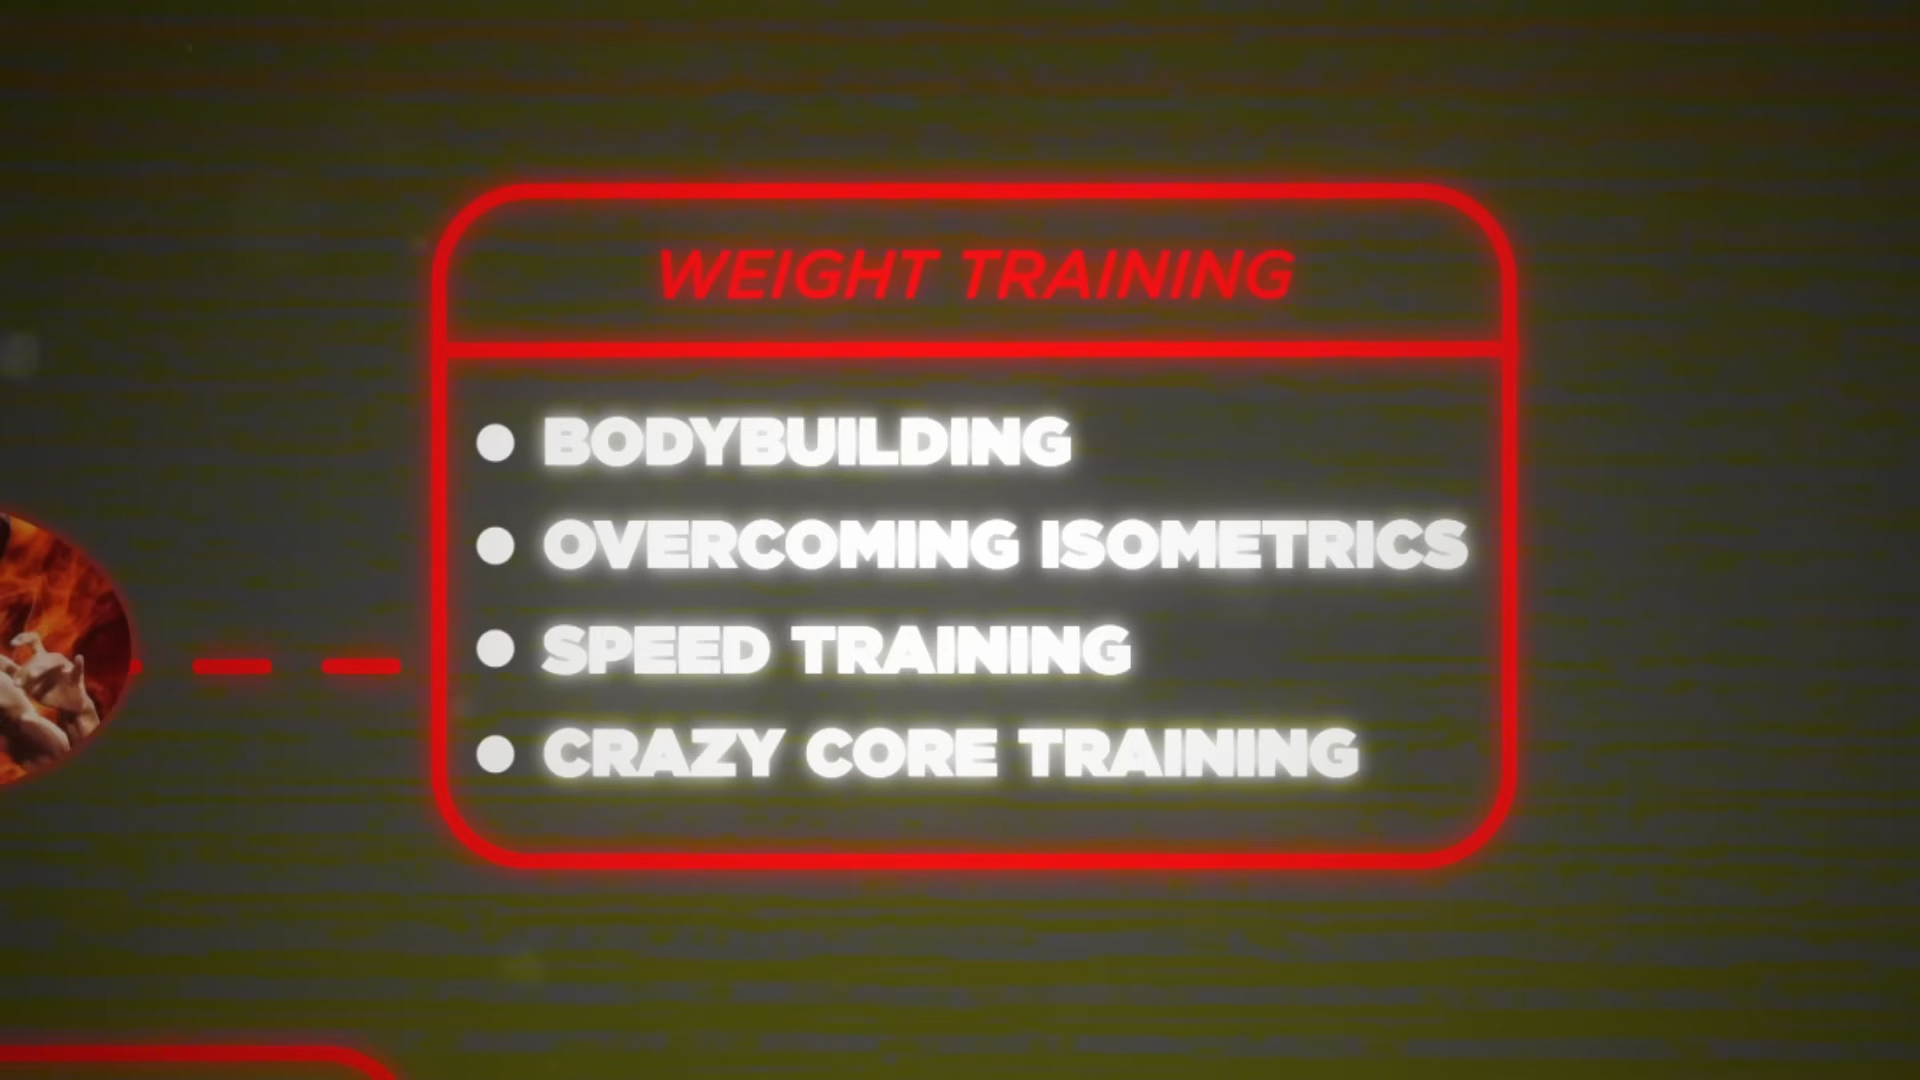 WEIGHT TRAINING
● BODYBUILDING
● OVERCOMING ISOMETRICS
● SPEED TRAINING
● CRAZY CORE TRAINING